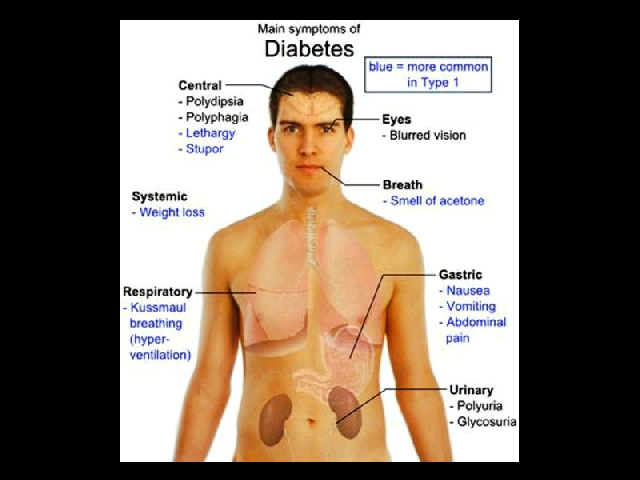 Main symptoms of
Diabetes
blue = more common
in Type 1
Central
- Polydipsia
- Polyphagia
- Lethargy
- Stupor
Eyes
- Blurred vision
Breath
- Smell of acetone
Systemic
- Weight loss
Gastric
- Nausea
- Vomiting
- Abdominal
pain
Respiratory
- Kussmaul
breathing
(hyper-
ventilation)
Urinary
- Polyuria
- Glycosuria